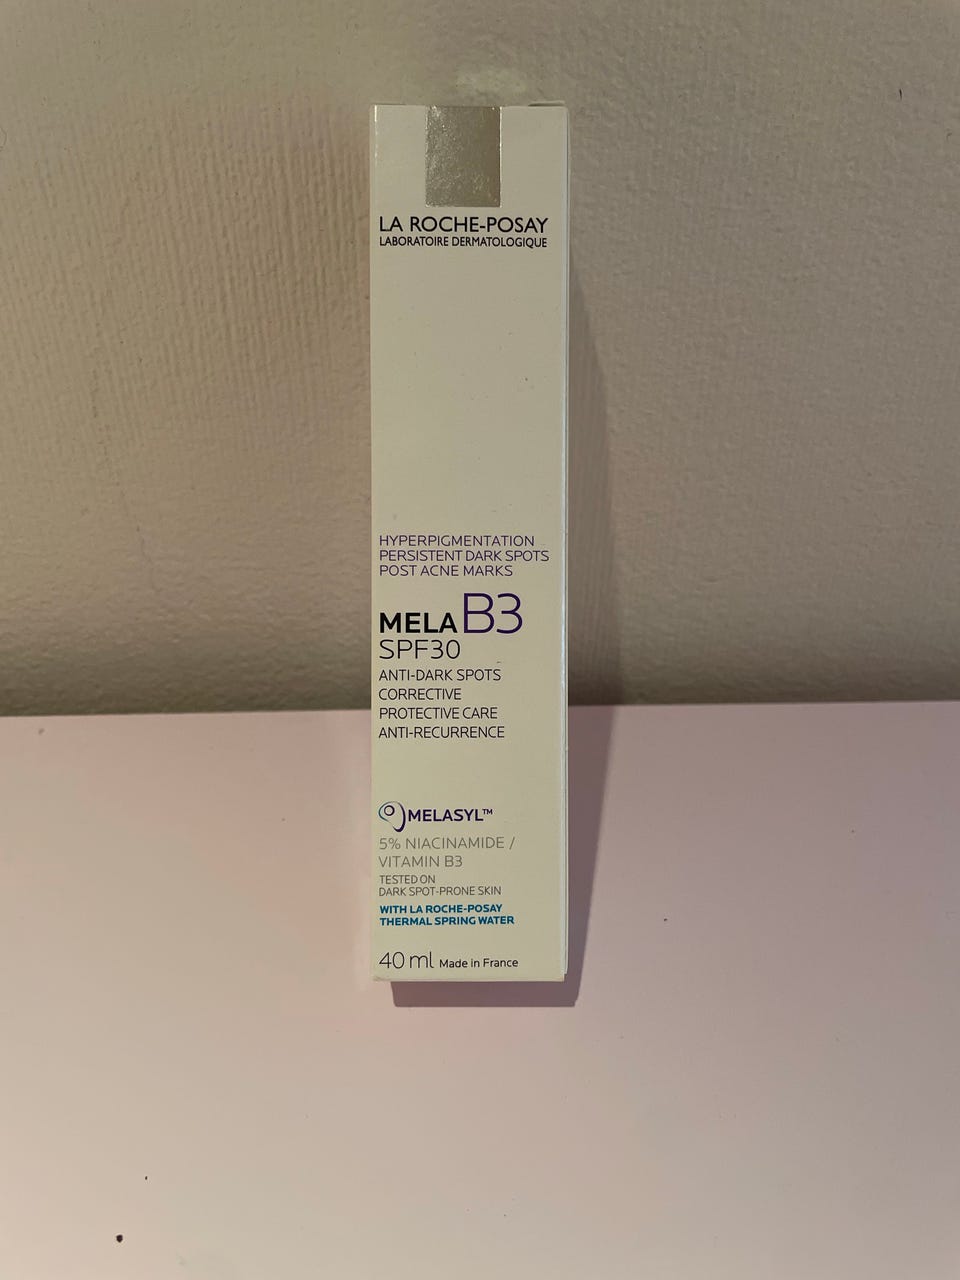 LA ROCHE-POSAY
LABORATOIRE DERMATOLOGIQUE
HYPERPIGMENTATION
PERSISTENT DARK SPOTS
POST ACNE MARKS
MELA B3
SPF30
ANTI-DARK SPOTS
CORRECTIVE
PROTECTIVE CARE
ANTI-RECURRENCE
MELASYL™
5% NIACINAMIDE /
VITAMIN B3
TESTED ON
DARK SPOT-PRONE SKIN
WITH LA ROCHE-POSAY
THERMAL SPRING WATER
40 ml Made in France